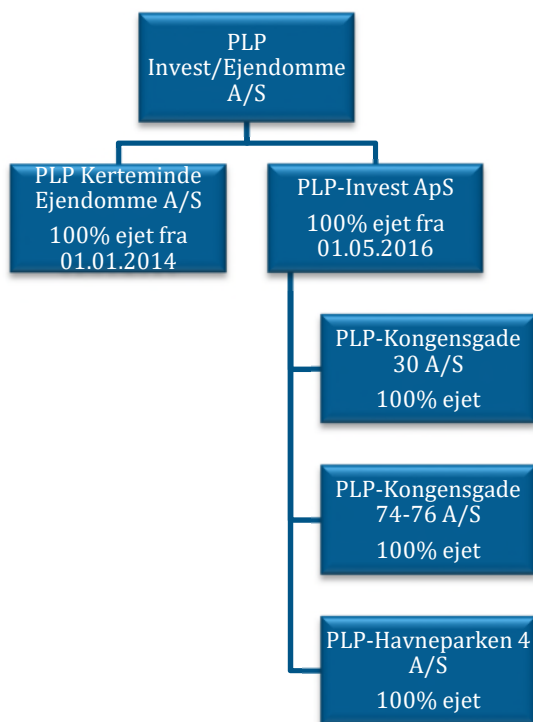 PLP
Invest/Ejendomme
A/S
PLP Kerteminde
Ejendomme A/S
100% ejet fra
01.01.2014
PLP-Invest ApS
100% ejet fra
01.05.2016
PLP-Kongensgade
30 A/S
100% ejet
PLP-Kongensgade
74-76 A/S
100% ejet
PLP-Havneparken 4
A/S
100% ejet